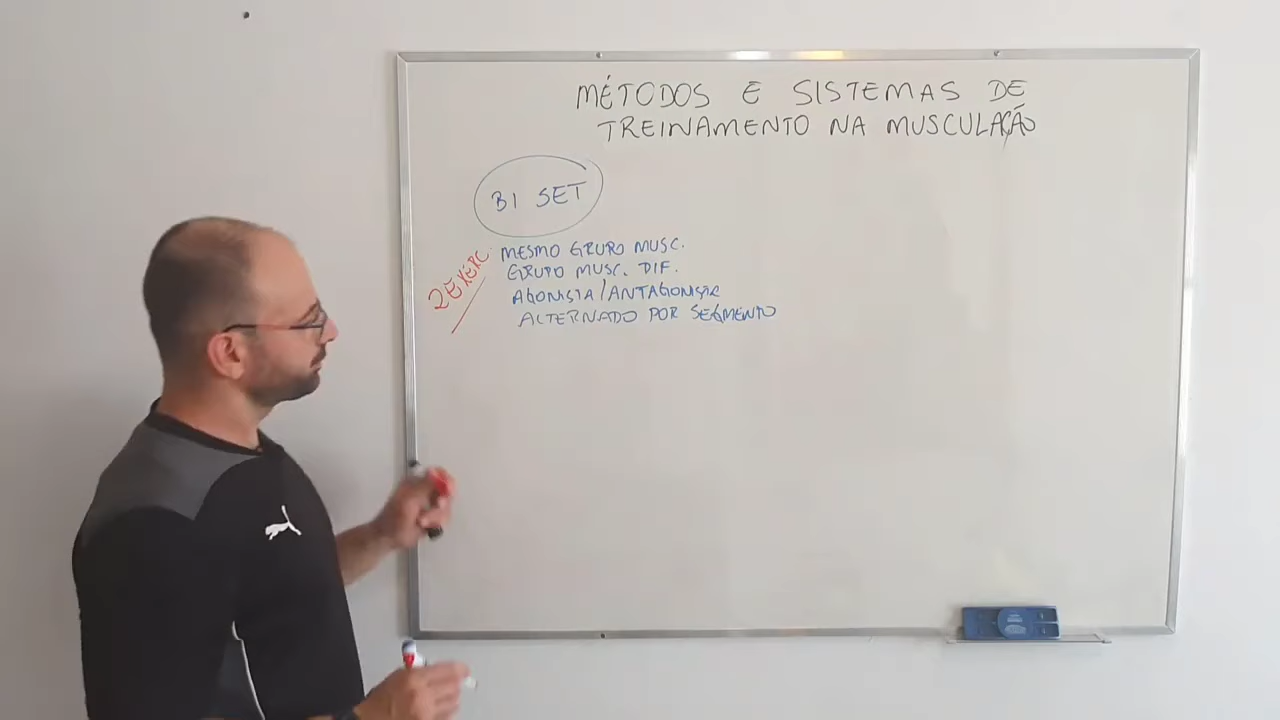 MÉTODOS E SISTEMAS DE
TREINAMENTO NA MUSCULAÇÃO
BI SET
2 EXERC.
MESMO GRUPO MUSC.
GRUPO MUSC. DIF.
AGONISTA/ANTAGONISTA
ALTERNADO POR SEGMENTO